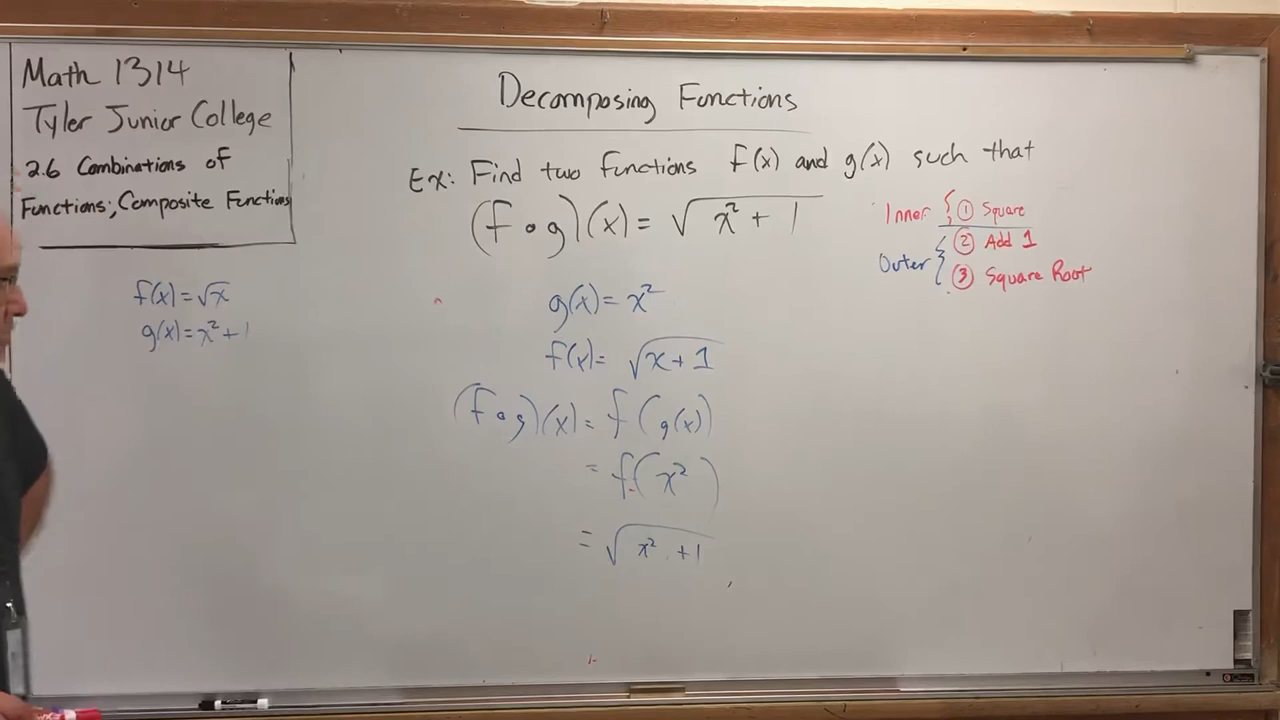 Math 1314
Tyler Junior College
2.6 Combinations of
Functions; Composite Functions
Decomposing Functions
Ex: Find two functions f(x) and g(x) such that
(f∘g)(x) = √(x² + 1)
Inner { ① Square
Outer { ② Add 1
③ Square Root
f(x) = √x
g(x) = x² + 1
g(x) = x²
f(x) = √(x + 1)
(f∘g)(x) = f(g(x))
= f(x²)
= √(x² + 1)